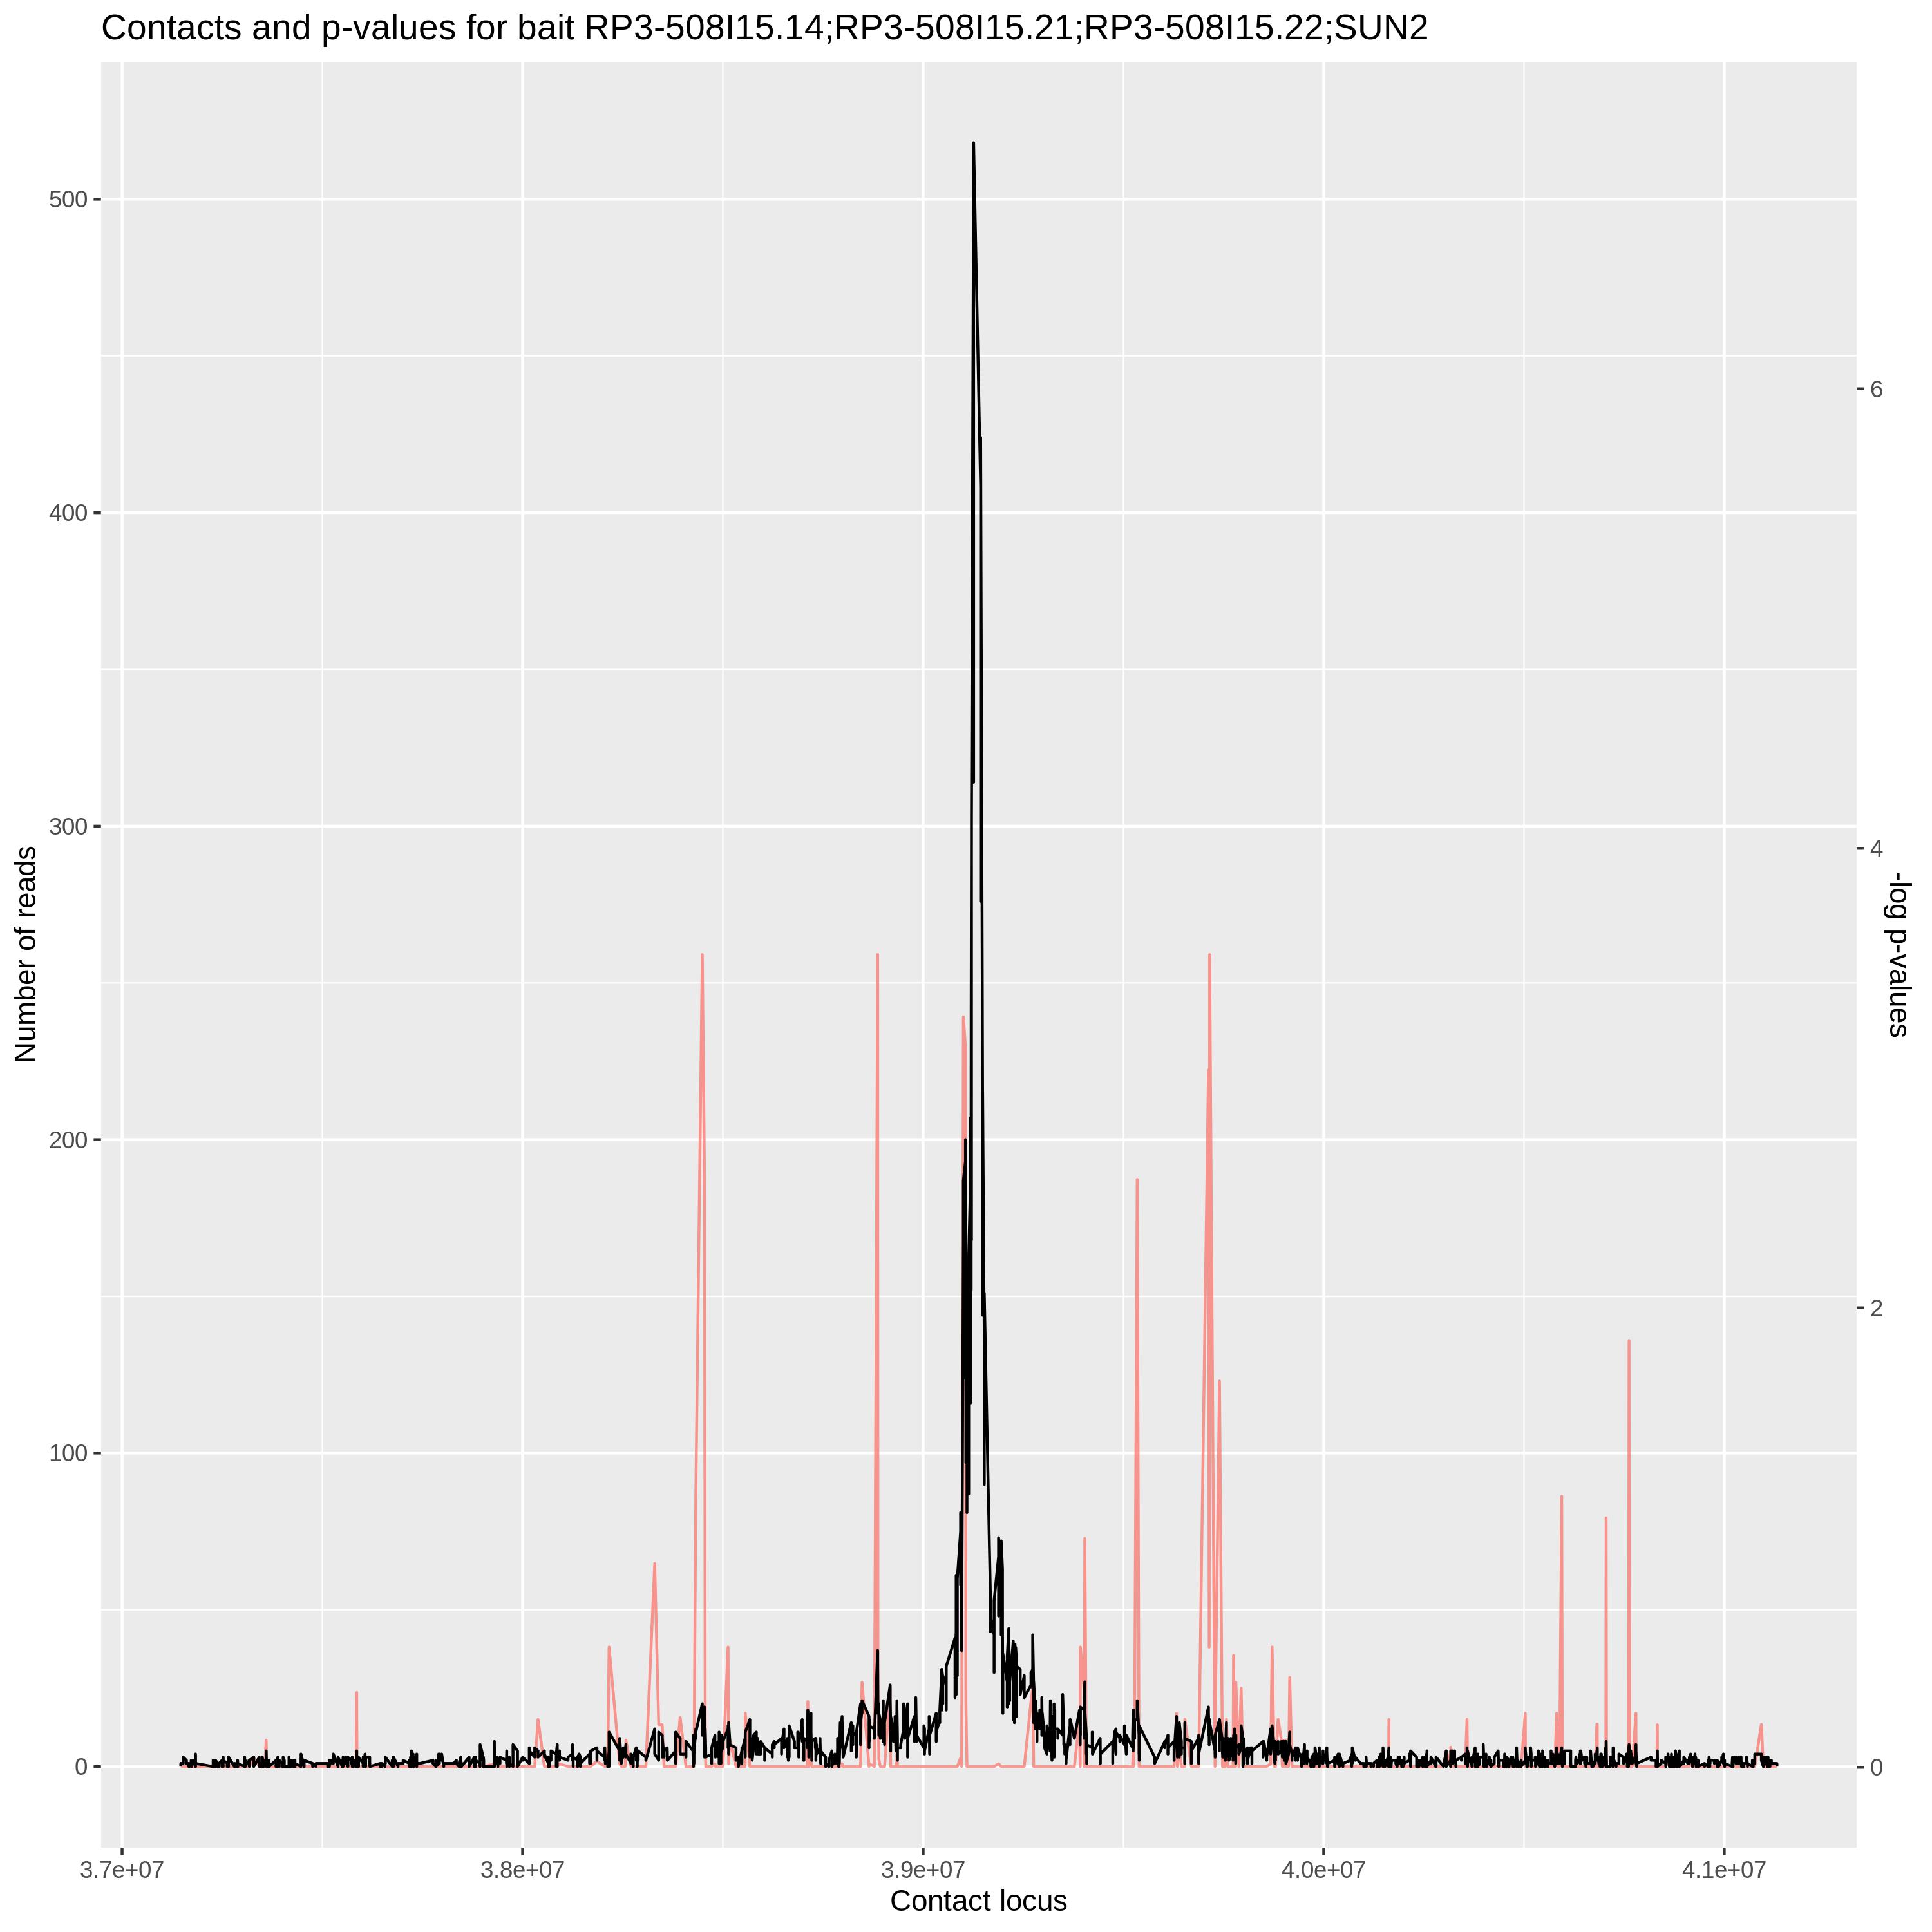 Contacts and p-values for bait RP3-508I15.14;RP3-508I15.21;RP3-508I15.22;SUN2
500
400
300
200
100
0
Number of reads
6
4
2
0
-log p-values
3.7e+07
3.8e+07
3.9e+07
4.0e+07
4.1e+07
Contact locus